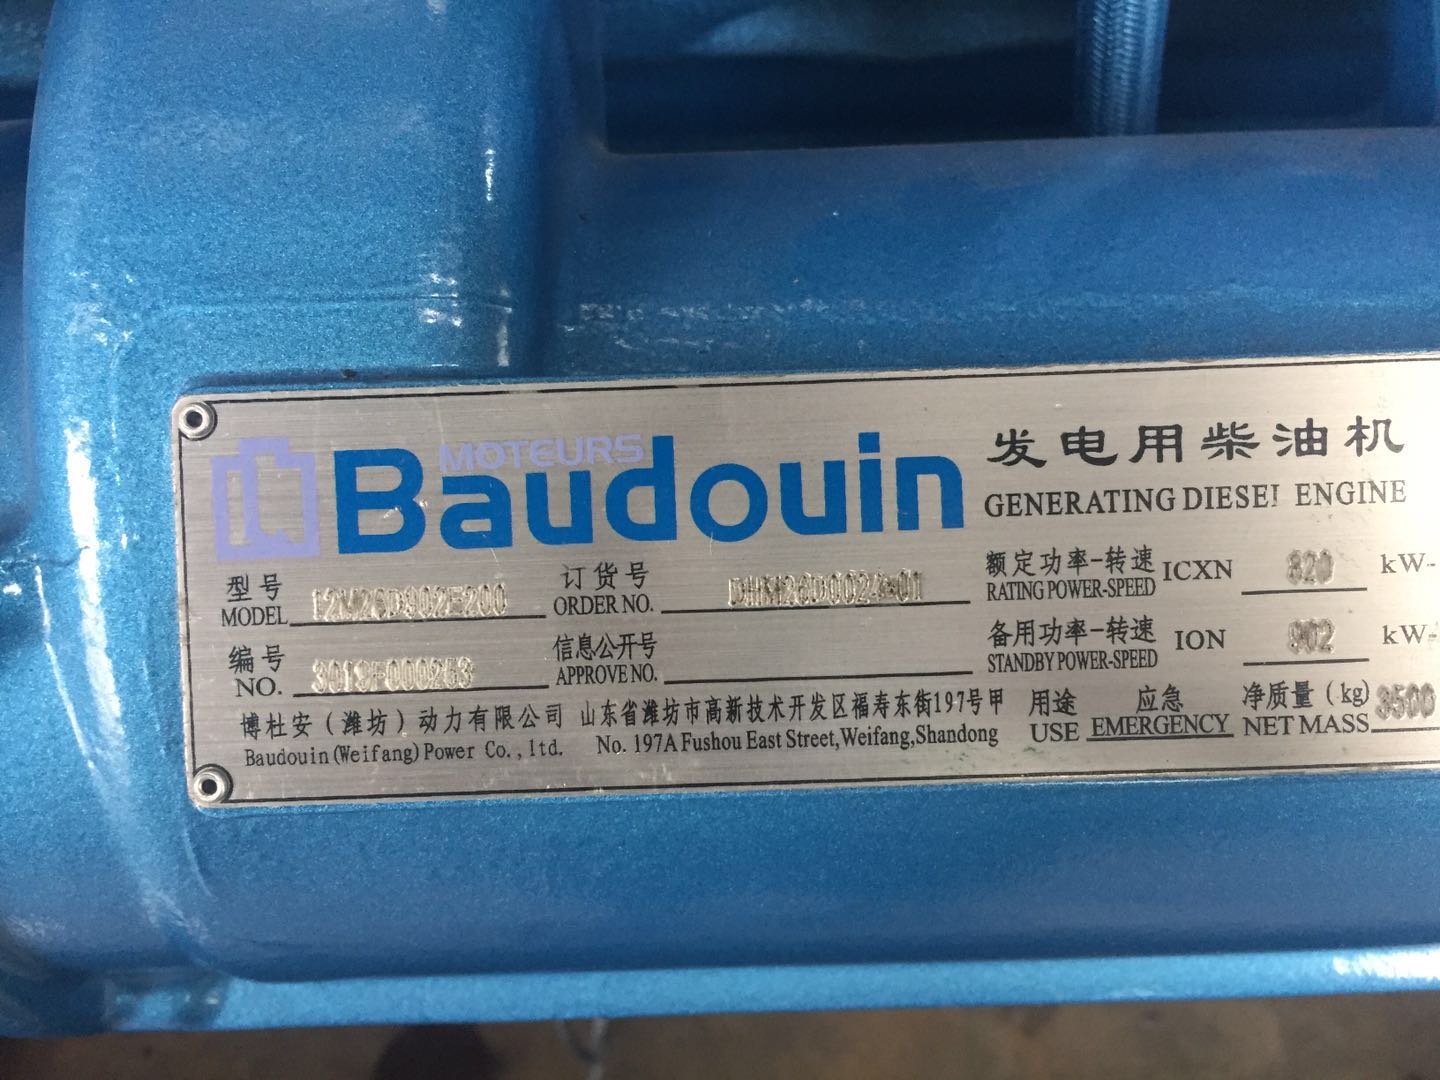 MOTEURS
Baudouin
发电用柴油机
GENERATING DIESEL ENGINE
型号 MODEL 12M26D902E200
订货号 ORDER NO. DHM26D0024-01
额定功率-转速 RATING POWER-SPEED ICXN 820 kW-
编号 NO. 3019F000253
信息公开号 APPROVE NO.
备用功率-转速 STANDBY POWER-SPEED ION 902 kW-
博杜安(潍坊)动力有限公司 山东省潍坊市高新技术开发区福寿东街197号甲
Baudouin (Weifang) Power Co., ltd. No. 197A Fushou East Street, Weifang, Shandong
用途 应急 净质量(kg)
USE EMERGENCY NET MASS 3500